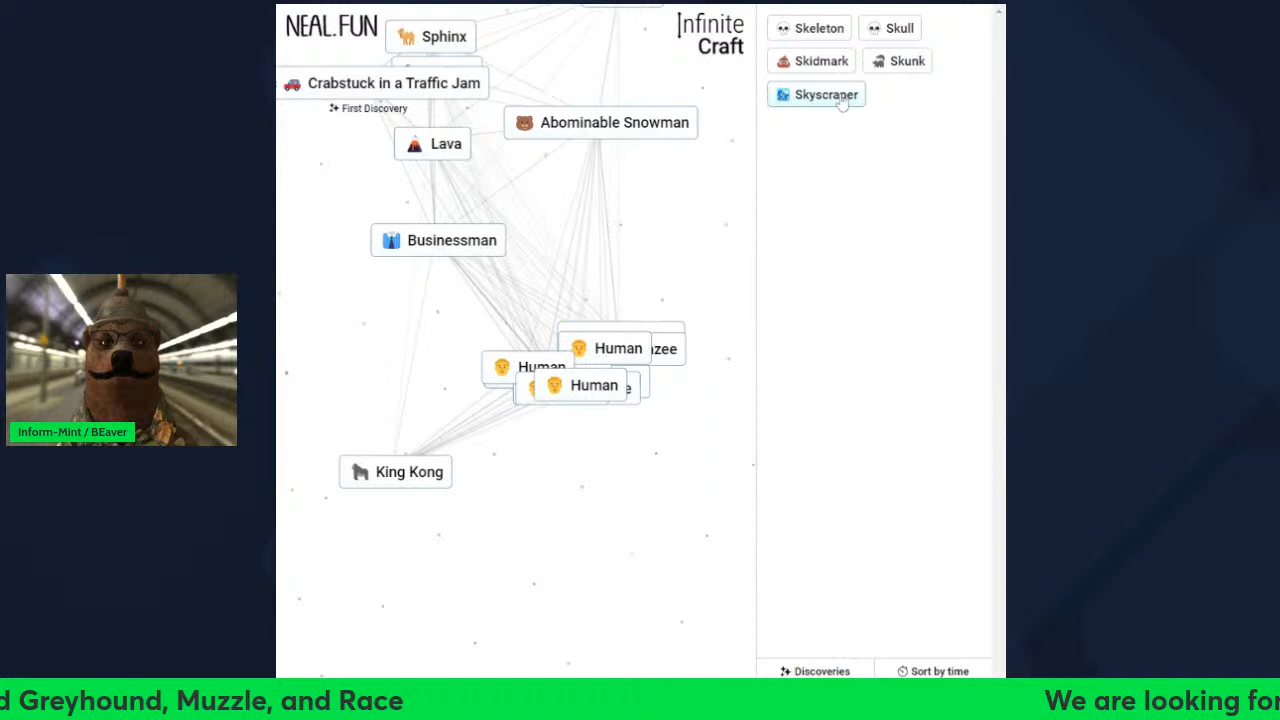 NEAL.FUN
Infinite
Craft
Sphinx
Crabstuck in a Traffic Jam
First Discovery
Abominable Snowman
Lava
Businessman
Human
nzee
Human
Human
e
King Kong
Skeleton
Skull
Skidmark
Skunk
Skyscraper
Discoveries
Sort by time
Inform-Mint / BEaver
d Greyhound, Muzzle, and Race
We are looking for